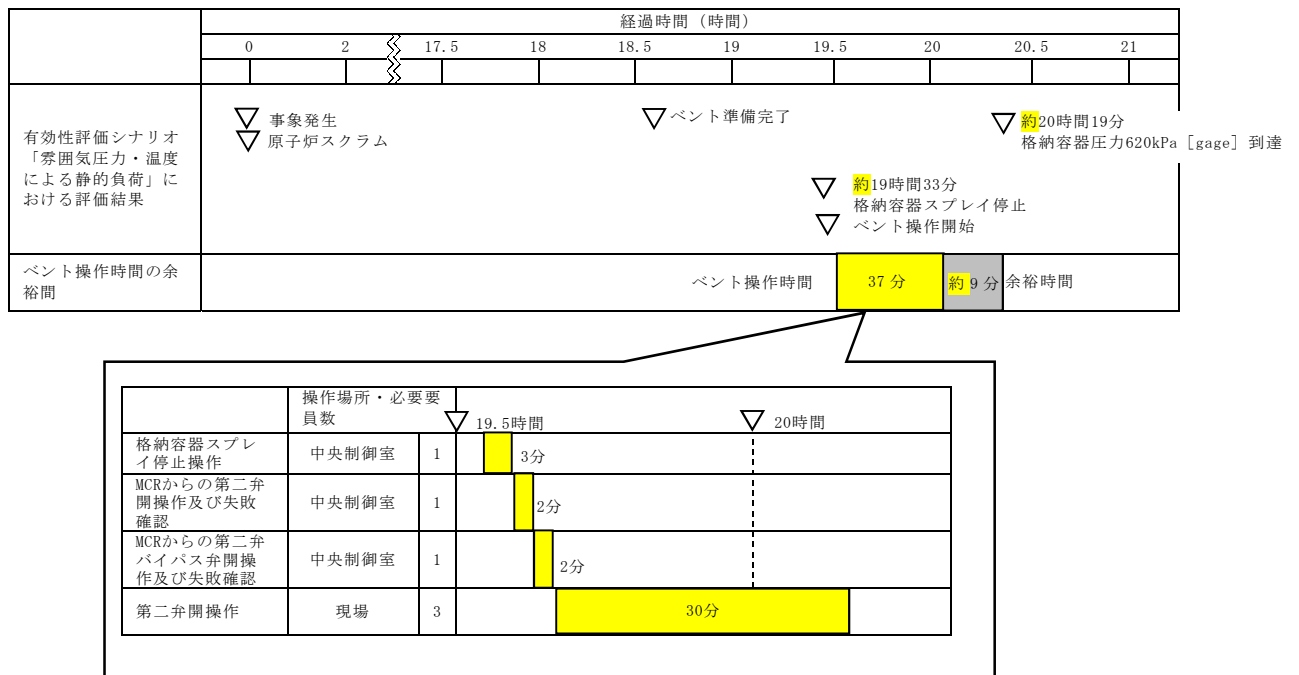 経過時間（時間）
0 2 17.5 18 18.5 19 19.5 20 20.5 21
有効性評価シナリオ
「雰囲気圧力・温度
による静的負荷」に
おける評価結果
事象発生
原子炉スクラム
ベント準備完了
約20時間19分
格納容器圧力620kPa［gage］到達
約19時間33分
格納容器スプレイ停止
ベント操作開始
ベント操作時間の余
裕間
ベント操作時間
37 分
約 9 分
余裕時間
操作場所・必要要
員数
19.5時間
20時間
格納容器スプレ
イ停止操作
中央制御室
1
3分
MCRからの第二弁
開操作及び失敗
確認
中央制御室
1
2分
MCRからの第二弁
バイパス弁開操
作及び失敗確認
中央制御室
1
2分
第二弁開操作
現場
3
30分